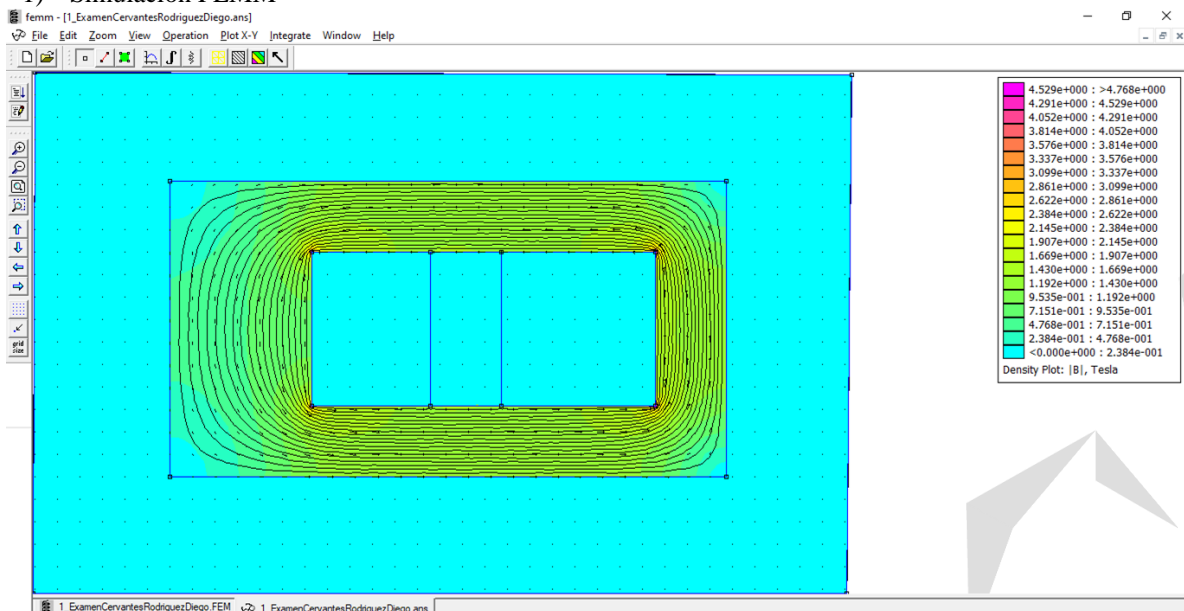 1) Simulación FEMM
femm - [1_ExamenCervantesRodriguezDiego.ans]
File Edit Zoom View Operation Plot X-Y Integrate Window Help
grid
size
4.529e+000 : >4.768e+000
4.291e+000 : 4.529e+000
4.052e+000 : 4.291e+000
3.814e+000 : 4.052e+000
3.576e+000 : 3.814e+000
3.337e+000 : 3.576e+000
3.099e+000 : 3.337e+000
2.861e+000 : 3.099e+000
2.622e+000 : 2.861e+000
2.384e+000 : 2.622e+000
2.145e+000 : 2.384e+000
1.907e+000 : 2.145e+000
1.669e+000 : 1.907e+000
1.430e+000 : 1.669e+000
1.192e+000 : 1.430e+000
9.535e-001 : 1.192e+000
7.151e-001 : 9.535e-001
4.768e-001 : 7.151e-001
2.384e-001 : 4.768e-001
<0.000e+000 : 2.384e-001
Density Plot: |B|, Tesla
1_ExamenCervantesRodriguezDiego.FEM 1_ExamenCervantesRodriguezDiego.ans